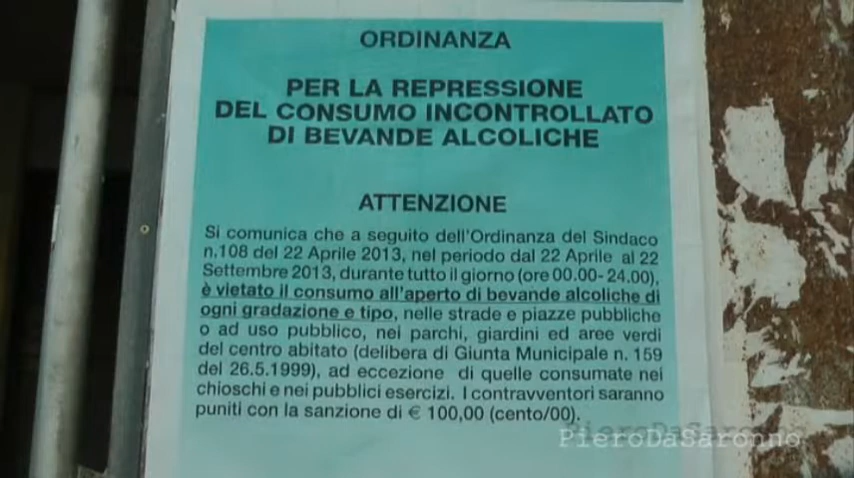 ORDINANZA
PER LA REPRESSIONE
DEL CONSUMO INCONTROLLATO
DI BEVANDE ALCOLICHE
ATTENZIONE
Si comunica che a seguito dell'Ordinanza del Sindaco
n.108 del 22 Aprile 2013, nel periodo dal 22 Aprile al 22
Settembre 2013, durante tutto il giorno (ore 00.00-24.00),
è vietato il consumo all'aperto di bevande alcoliche di
ogni gradazione e tipo, nelle strade e piazze pubbliche
o ad uso pubblico, nei parchi, giardini ed aree verdi
del centro abitato (delibera di Giunta Municipale n. 159
del 26.5.1999), ad eccezione di quelle consumate nei
chioschi e nei pubblici esercizi. I contravventori saranno
puniti con la sanzione di € 100,00 (cento/00).
PieroDaSaronno